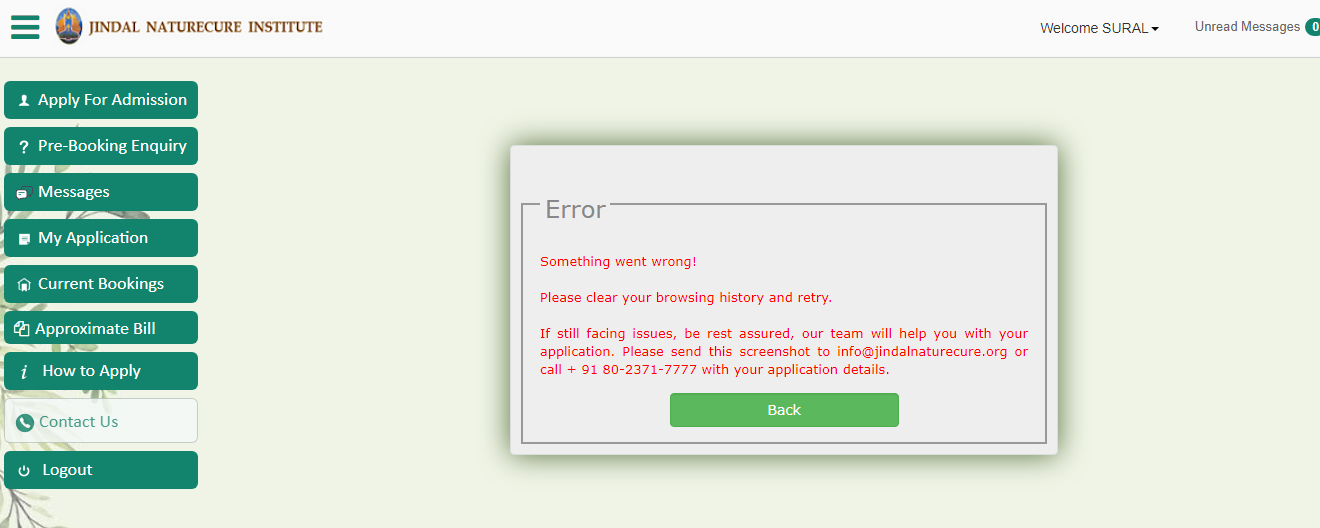 JINDAL NATURECURE INSTITUTE
Welcome SURAL
Unread Messages 0
Apply For Admission
? Pre-Booking Enquiry
Messages
My Application
Current Bookings
Approximate Bill
i How to Apply
Contact Us
Logout
Error
Something went wrong!
Please clear your browsing history and retry.
If still facing issues, be rest assured, our team will help you with your
application. Please send this screenshot to info@jindalnaturecure.org or
call + 91 80-2371-7777 with your application details.
Back